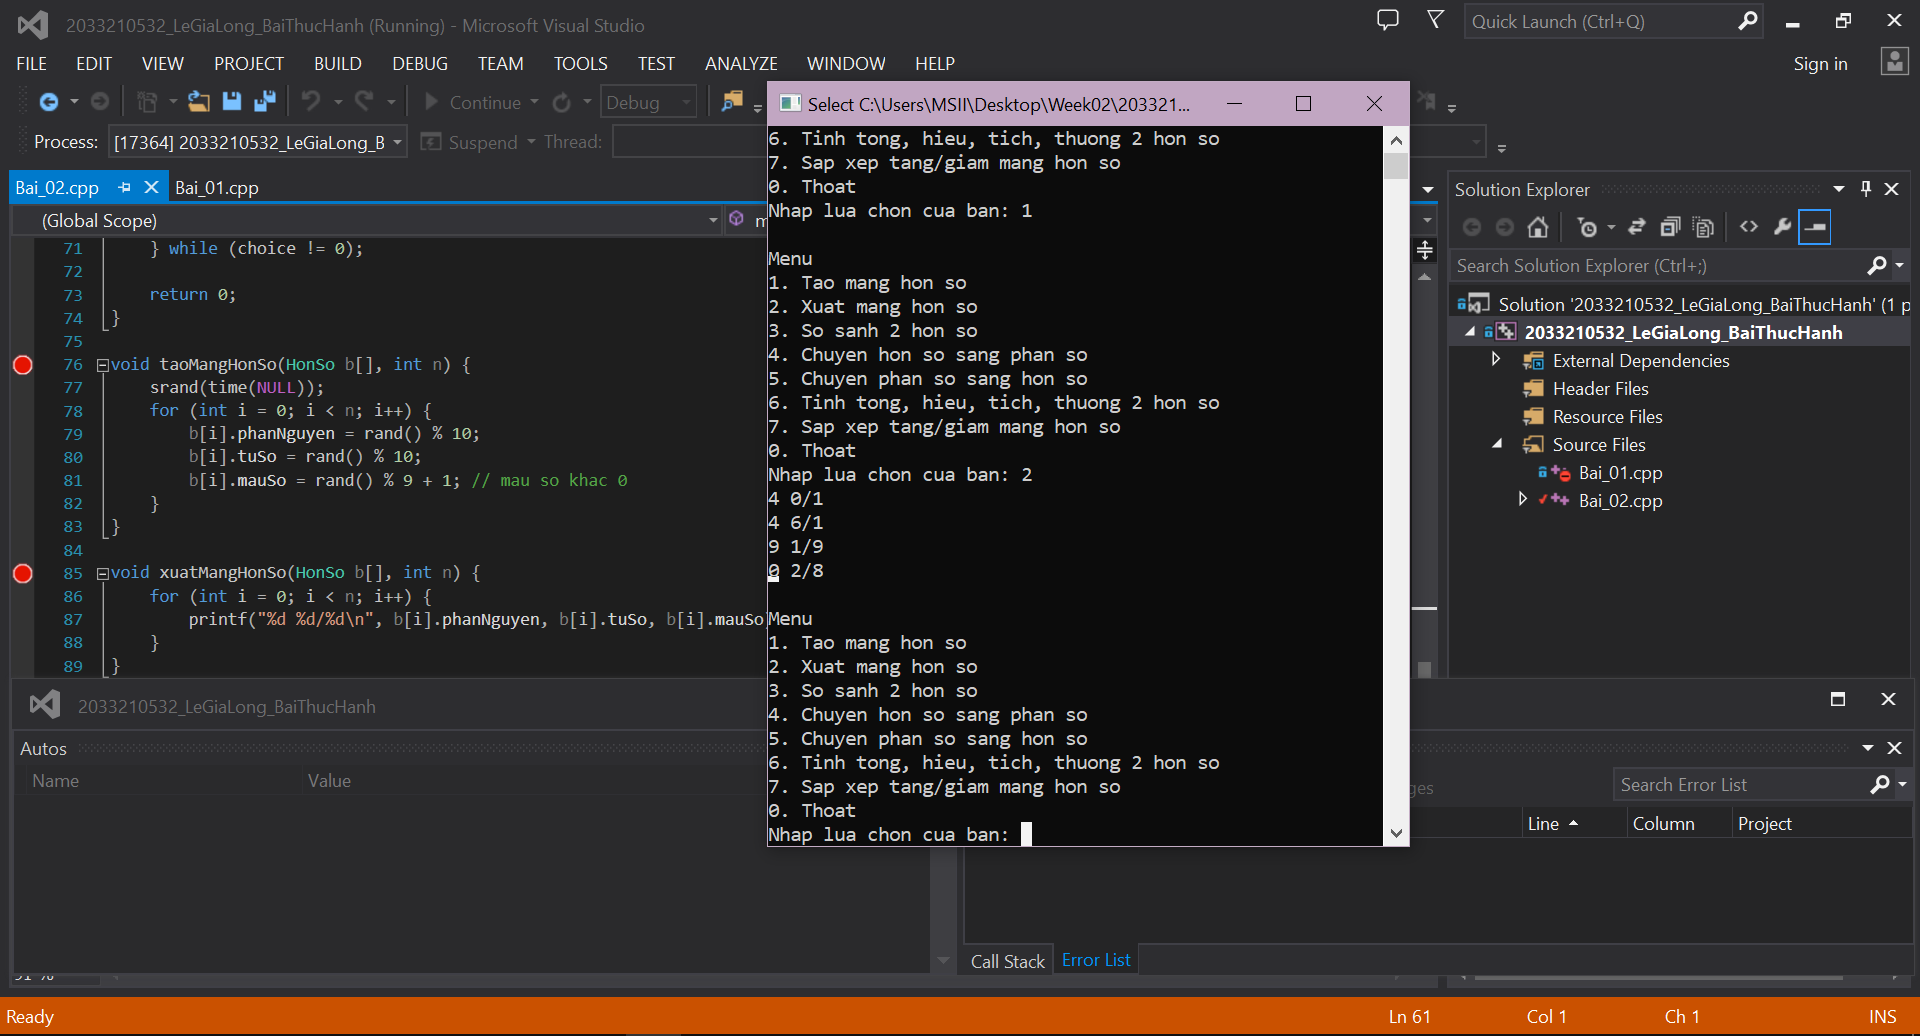 2033210532_LeGiaLong_BaiThucHanh (Running) - Microsoft Visual Studio
Quick Launch (Ctrl+Q)
FILE EDIT VIEW PROJECT BUILD DEBUG TEAM TOOLS TEST ANALYZE WINDOW HELP
Sign in
Continue
Debug
Process: [17364] 2033210532_LeGiaLong_B
Suspend
Thread:
Bai_02.cpp
Bai_01.cpp
(Global Scope)
71 } while (choice != 0);
72
73 return 0;
74 }
75
76 void taoMangHonSo(HonSo b[], int n) {
77 srand(time(NULL));
78 for (int i = 0; i < n; i++) {
79 b[i].phanNguyen = rand() % 10;
80 b[i].tuSo = rand() % 10;
81 b[i].mauSo = rand() % 9 + 1; // mau so khac 0
82 }
83 }
84
85 void xuatMangHonSo(HonSo b[], int n) {
86 for (int i = 0; i < n; i++) {
87 printf("%d %d/%d\n", b[i].phanNguyen, b[i].tuSo, b[i].mauSo
88 }
89 }
Select C:\Users\MSII\Desktop\Week02\203321...
6. Tinh tong, hieu, tich, thuong 2 hon so
7. Sap xep tang/giam mang hon so
0. Thoat
Nhap lua chon cua ban: 1
Menu
1. Tao mang hon so
2. Xuat mang hon so
3. So sanh 2 hon so
4. Chuyen hon so sang phan so
5. Chuyen phan so sang hon so
6. Tinh tong, hieu, tich, thuong 2 hon so
7. Sap xep tang/giam mang hon so
0. Thoat
Nhap lua chon cua ban: 2
4 0/1
4 6/1
9 1/9
0 2/8
Menu
1. Tao mang hon so
2. Xuat mang hon so
3. So sanh 2 hon so
4. Chuyen hon so sang phan so
5. Chuyen phan so sang hon so
6. Tinh tong, hieu, tich, thuong 2 hon so
7. Sap xep tang/giam mang hon so
0. Thoat
Nhap lua chon cua ban:
Solution Explorer
Search Solution Explorer (Ctrl+;)
Solution '2033210532_LeGiaLong_BaiThucHanh' (1 p
2033210532_LeGiaLong_BaiThucHanh
External Dependencies
Header Files
Resource Files
Source Files
Bai_01.cpp
Bai_02.cpp
2033210532_LeGiaLong_BaiThucHanh
Autos
Name Value
Search Error List
Line Column Project
Call Stack Error List
Ready
Ln 61 Col 1 Ch 1 INS